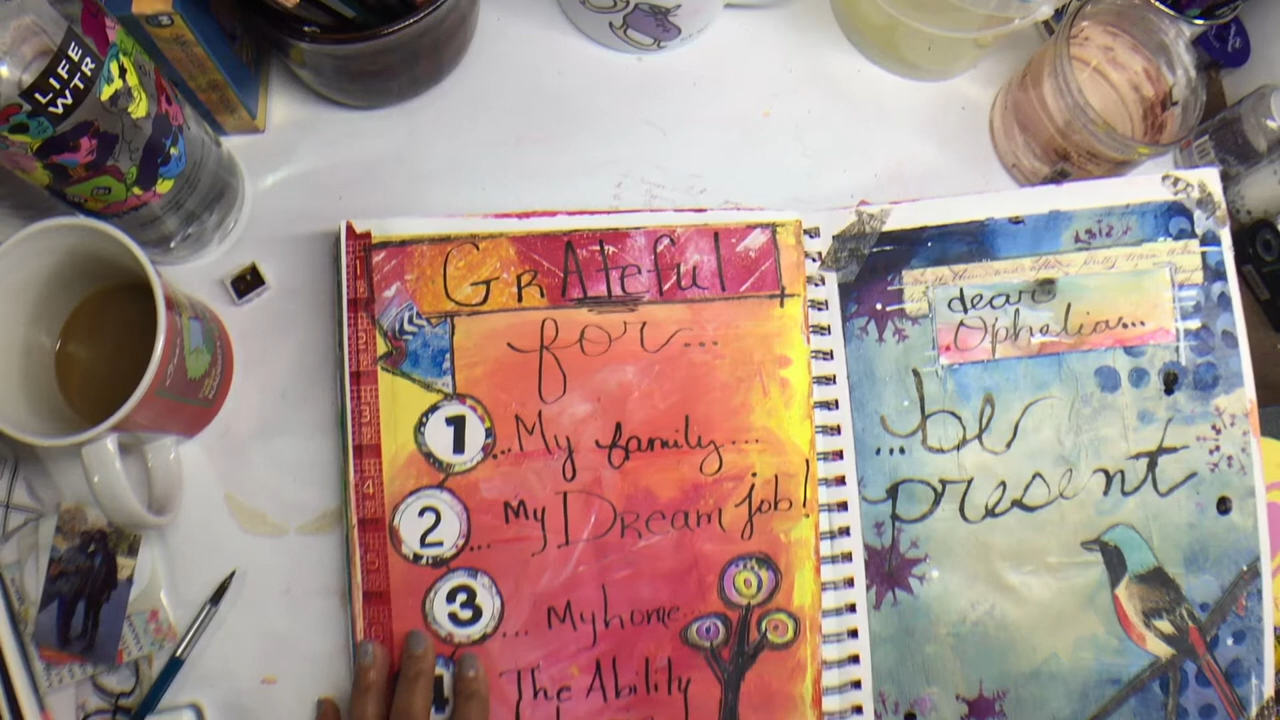 LIFE
WTR
GrAteful
for...
1 ...My family...
2 ... My Dream job!
3 ... My home...
The Ability
dear
Ophelia...
...be
present